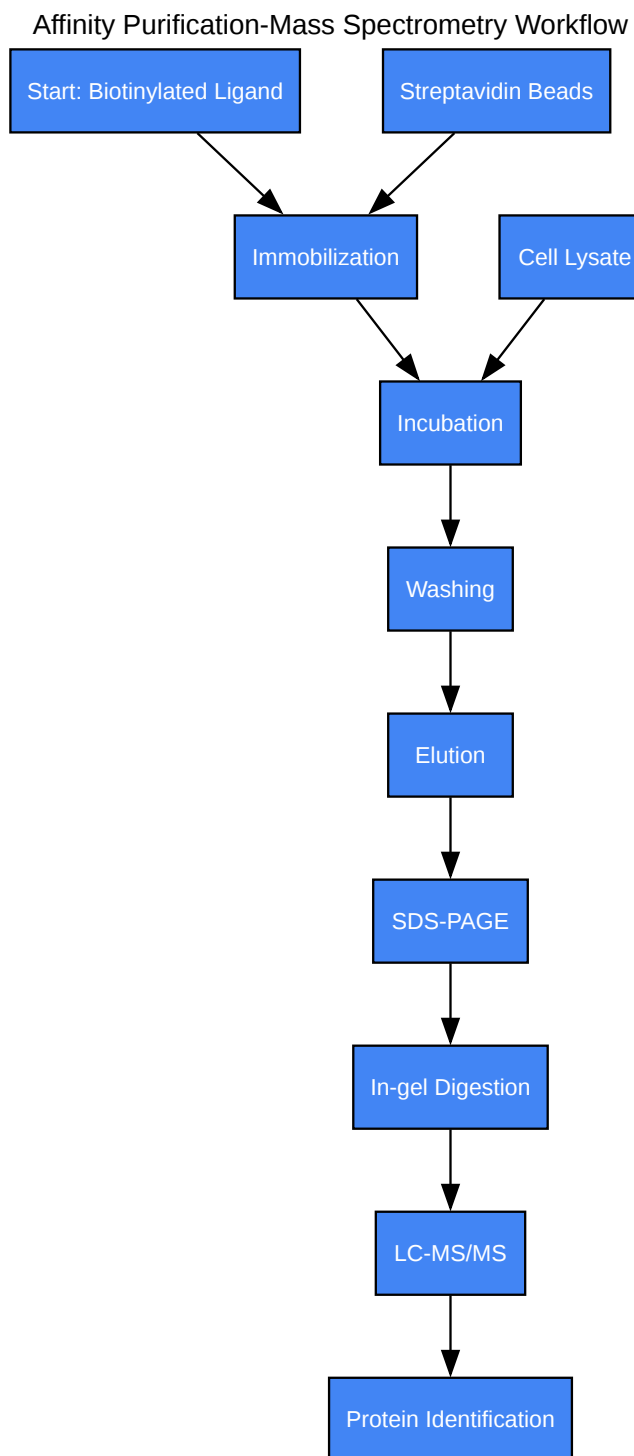 Affinity Purification-Mass Spectrometry Workflow
Start: Biotinylated Ligand
Streptavidin Beads
Immobilization
Cell Lysate
Incubation
Washing
Elution
SDS-PAGE
In-gel Digestion
LC-MS/MS
Protein Identification